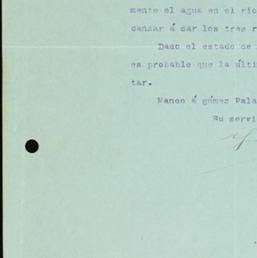 mente el agua en el rio
canzar á dar los tres r
Dado el estado de
es probable que la últi
tar.
Mando á gómez Pala
Su servi